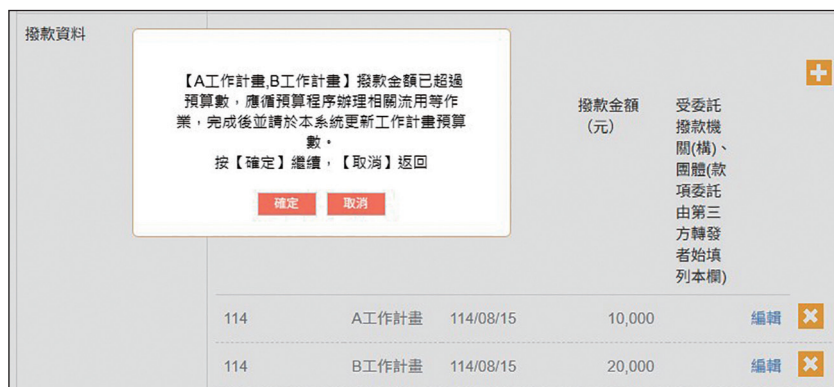 撥款資料
【A工作計畫,B工作計畫】撥款金額已超過
預算數，應循預算程序辦理相關流用等作
業，完成後並請於本系統更新工作計畫預算
數。
按【確定】繼續，【取消】返回
確定
取消
撥款金額
（元）
受委託
撥款機
關(構)、
團體(款
項委託
由第三
方轉發
者始填
列本欄)
114 A工作計畫 114/08/15 10,000 編輯
114 B工作計畫 114/08/15 20,000 編輯